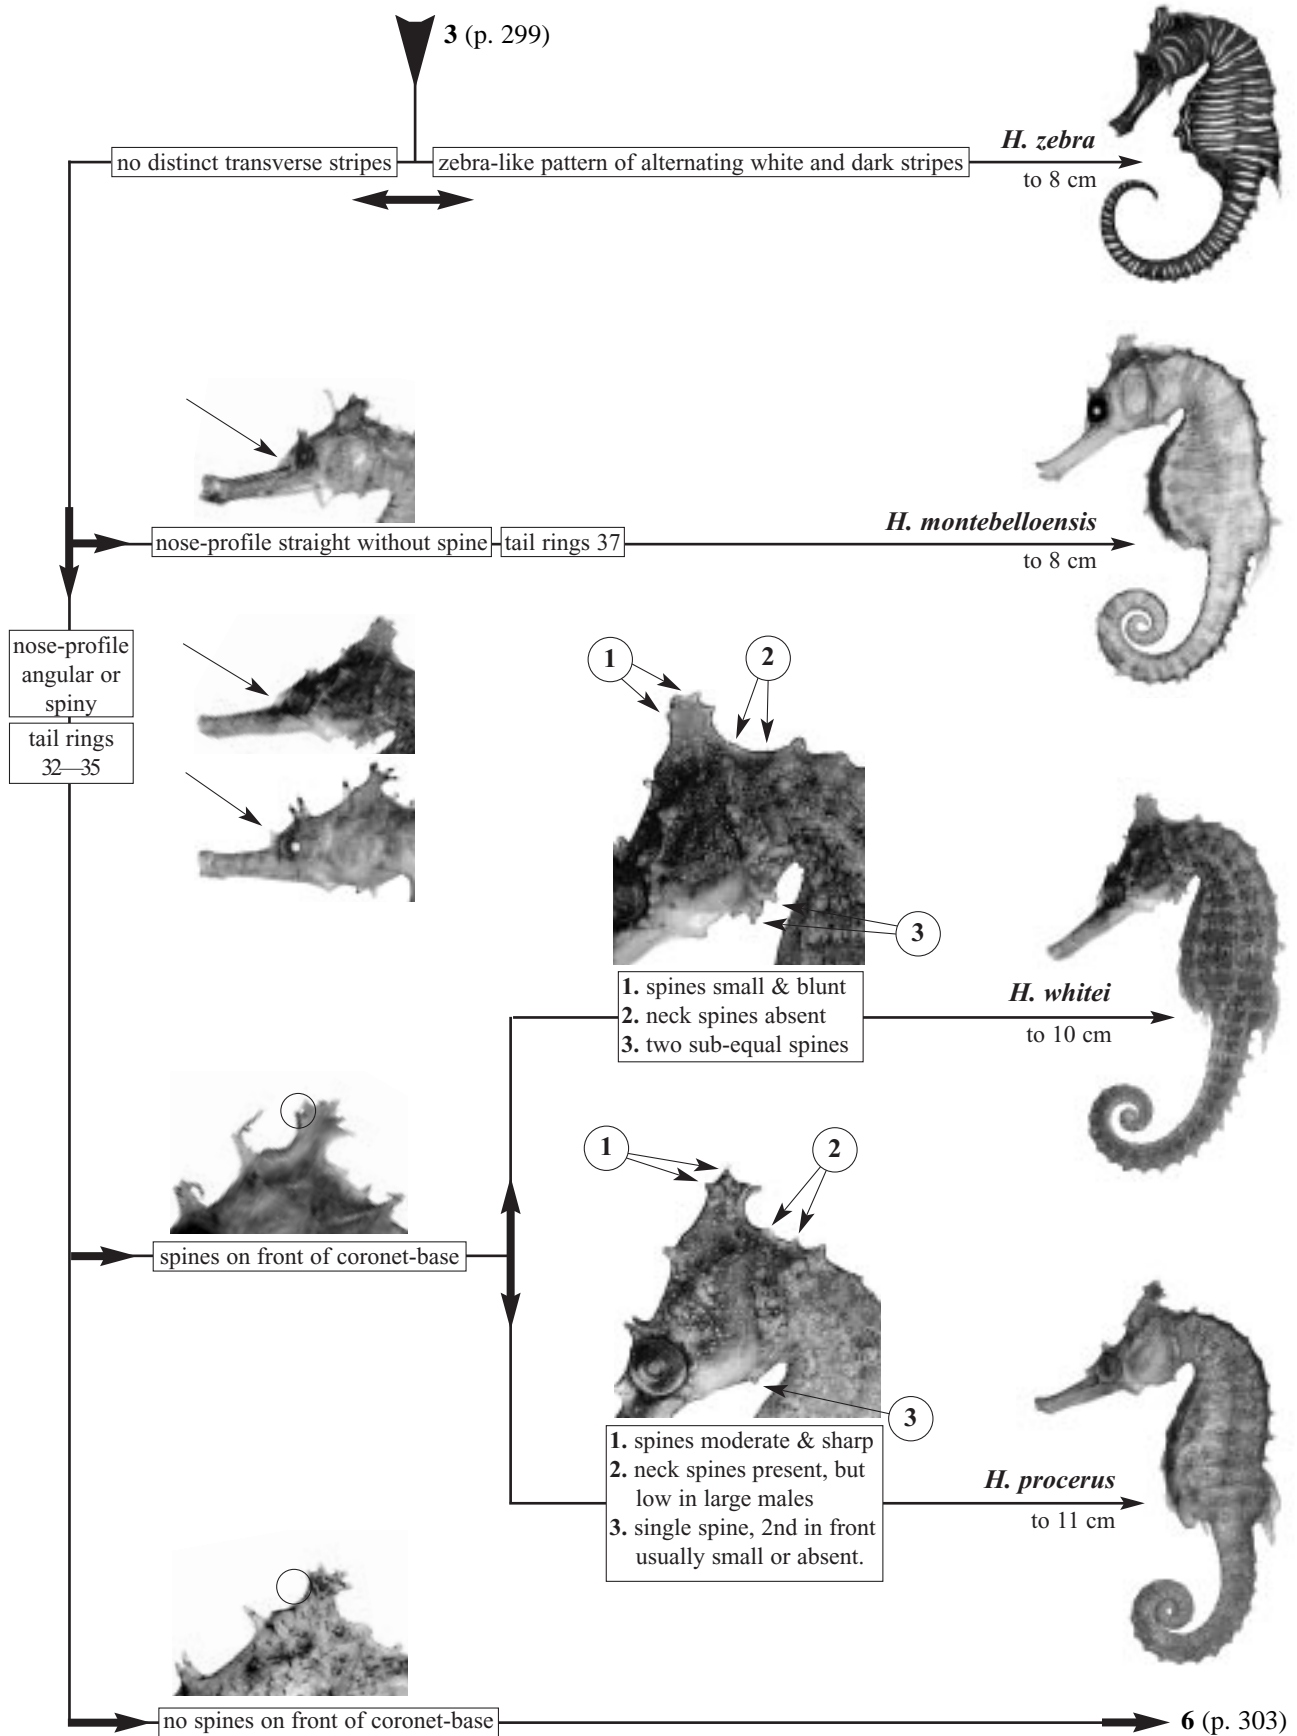 3 (p. 299)
no distinct transverse stripes
zebra-like pattern of alternating white and dark stripes
H. zebra
to 8 cm
nose-profile straight without spine
tail rings 37
H. montebelloensis
to 8 cm
nose-profile
angular or
spiny
tail rings
32—35
1
2
3
1. spines small & blunt
2. neck spines absent
3. two sub-equal spines
H. whitei
to 10 cm
spines on front of coronet-base
1
2
3
1. spines moderate & sharp
2. neck spines present, but
low in large males
3. single spine, 2nd in front
usually small or absent.
H. procerus
to 11 cm
no spines on front of coronet-base
6 (p. 303)